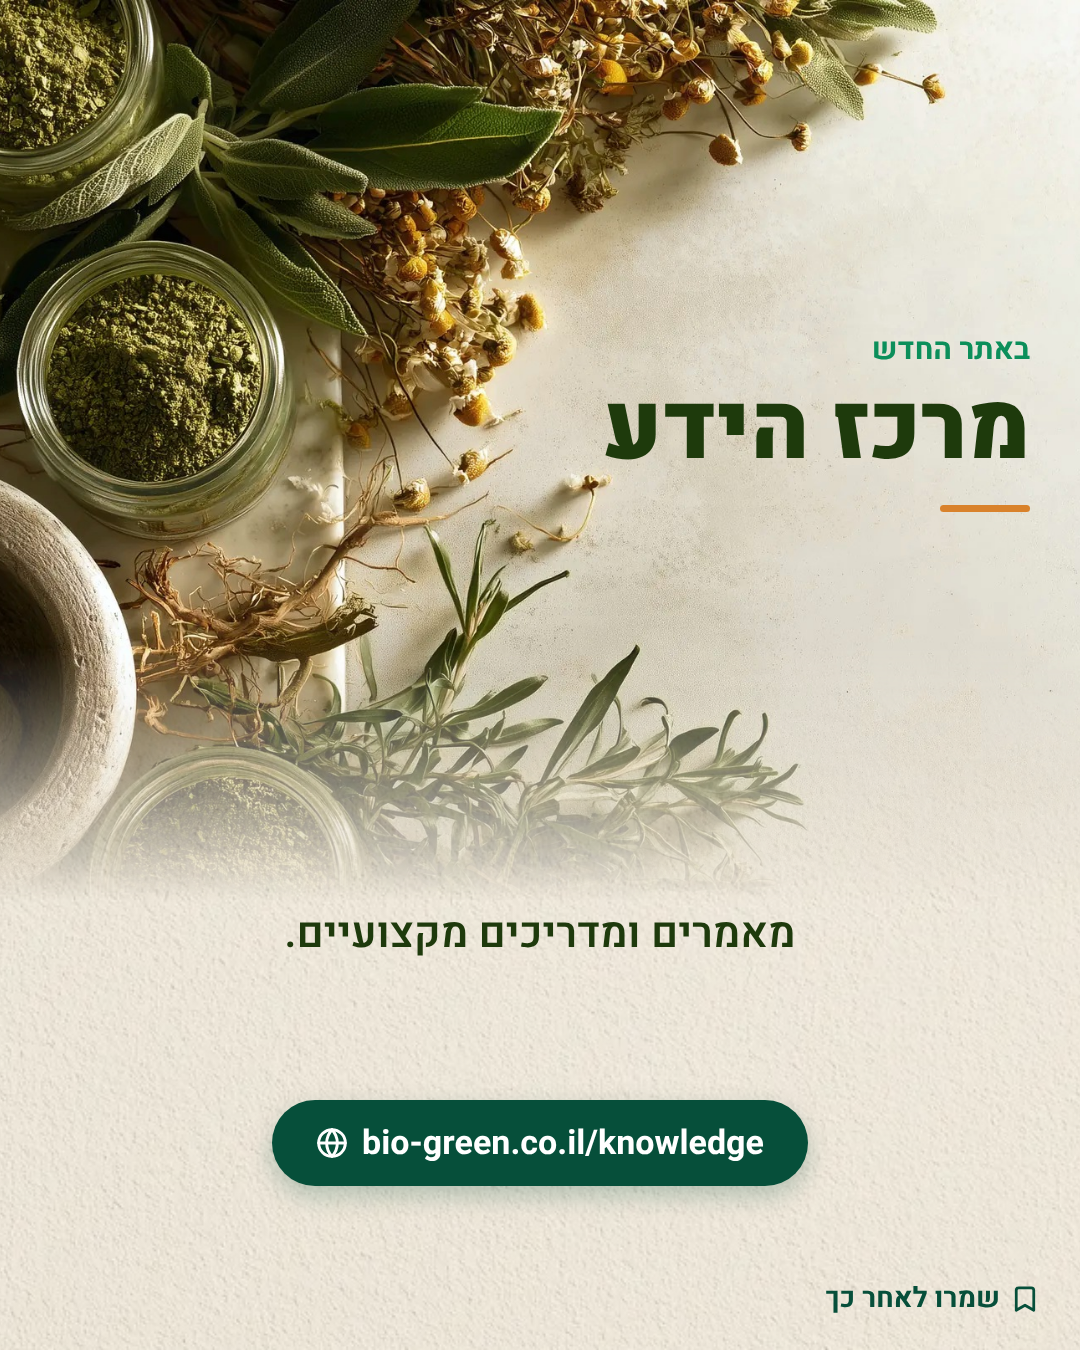 באתר החדש
מרכז הידע
מאמרים ומדריכים מקצועיים.
bio-green.co.il/knowledge
שמרו לאחר כך